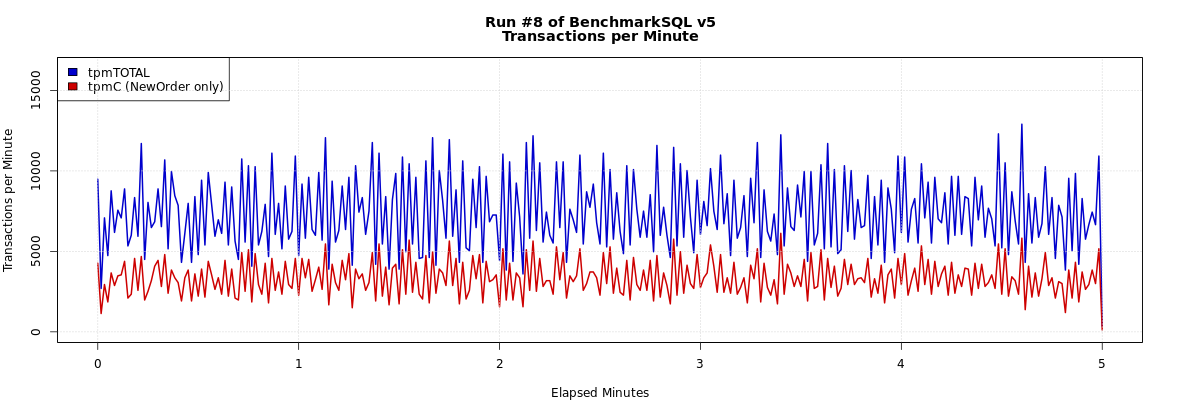 Run #8 of BenchmarkSQL v5
Transactions per Minute
tpmTOTAL
tpmC (NewOrder only)
Transactions per Minute
15000
10000
5000
0
0 1 2 3 4 5
Elapsed Minutes